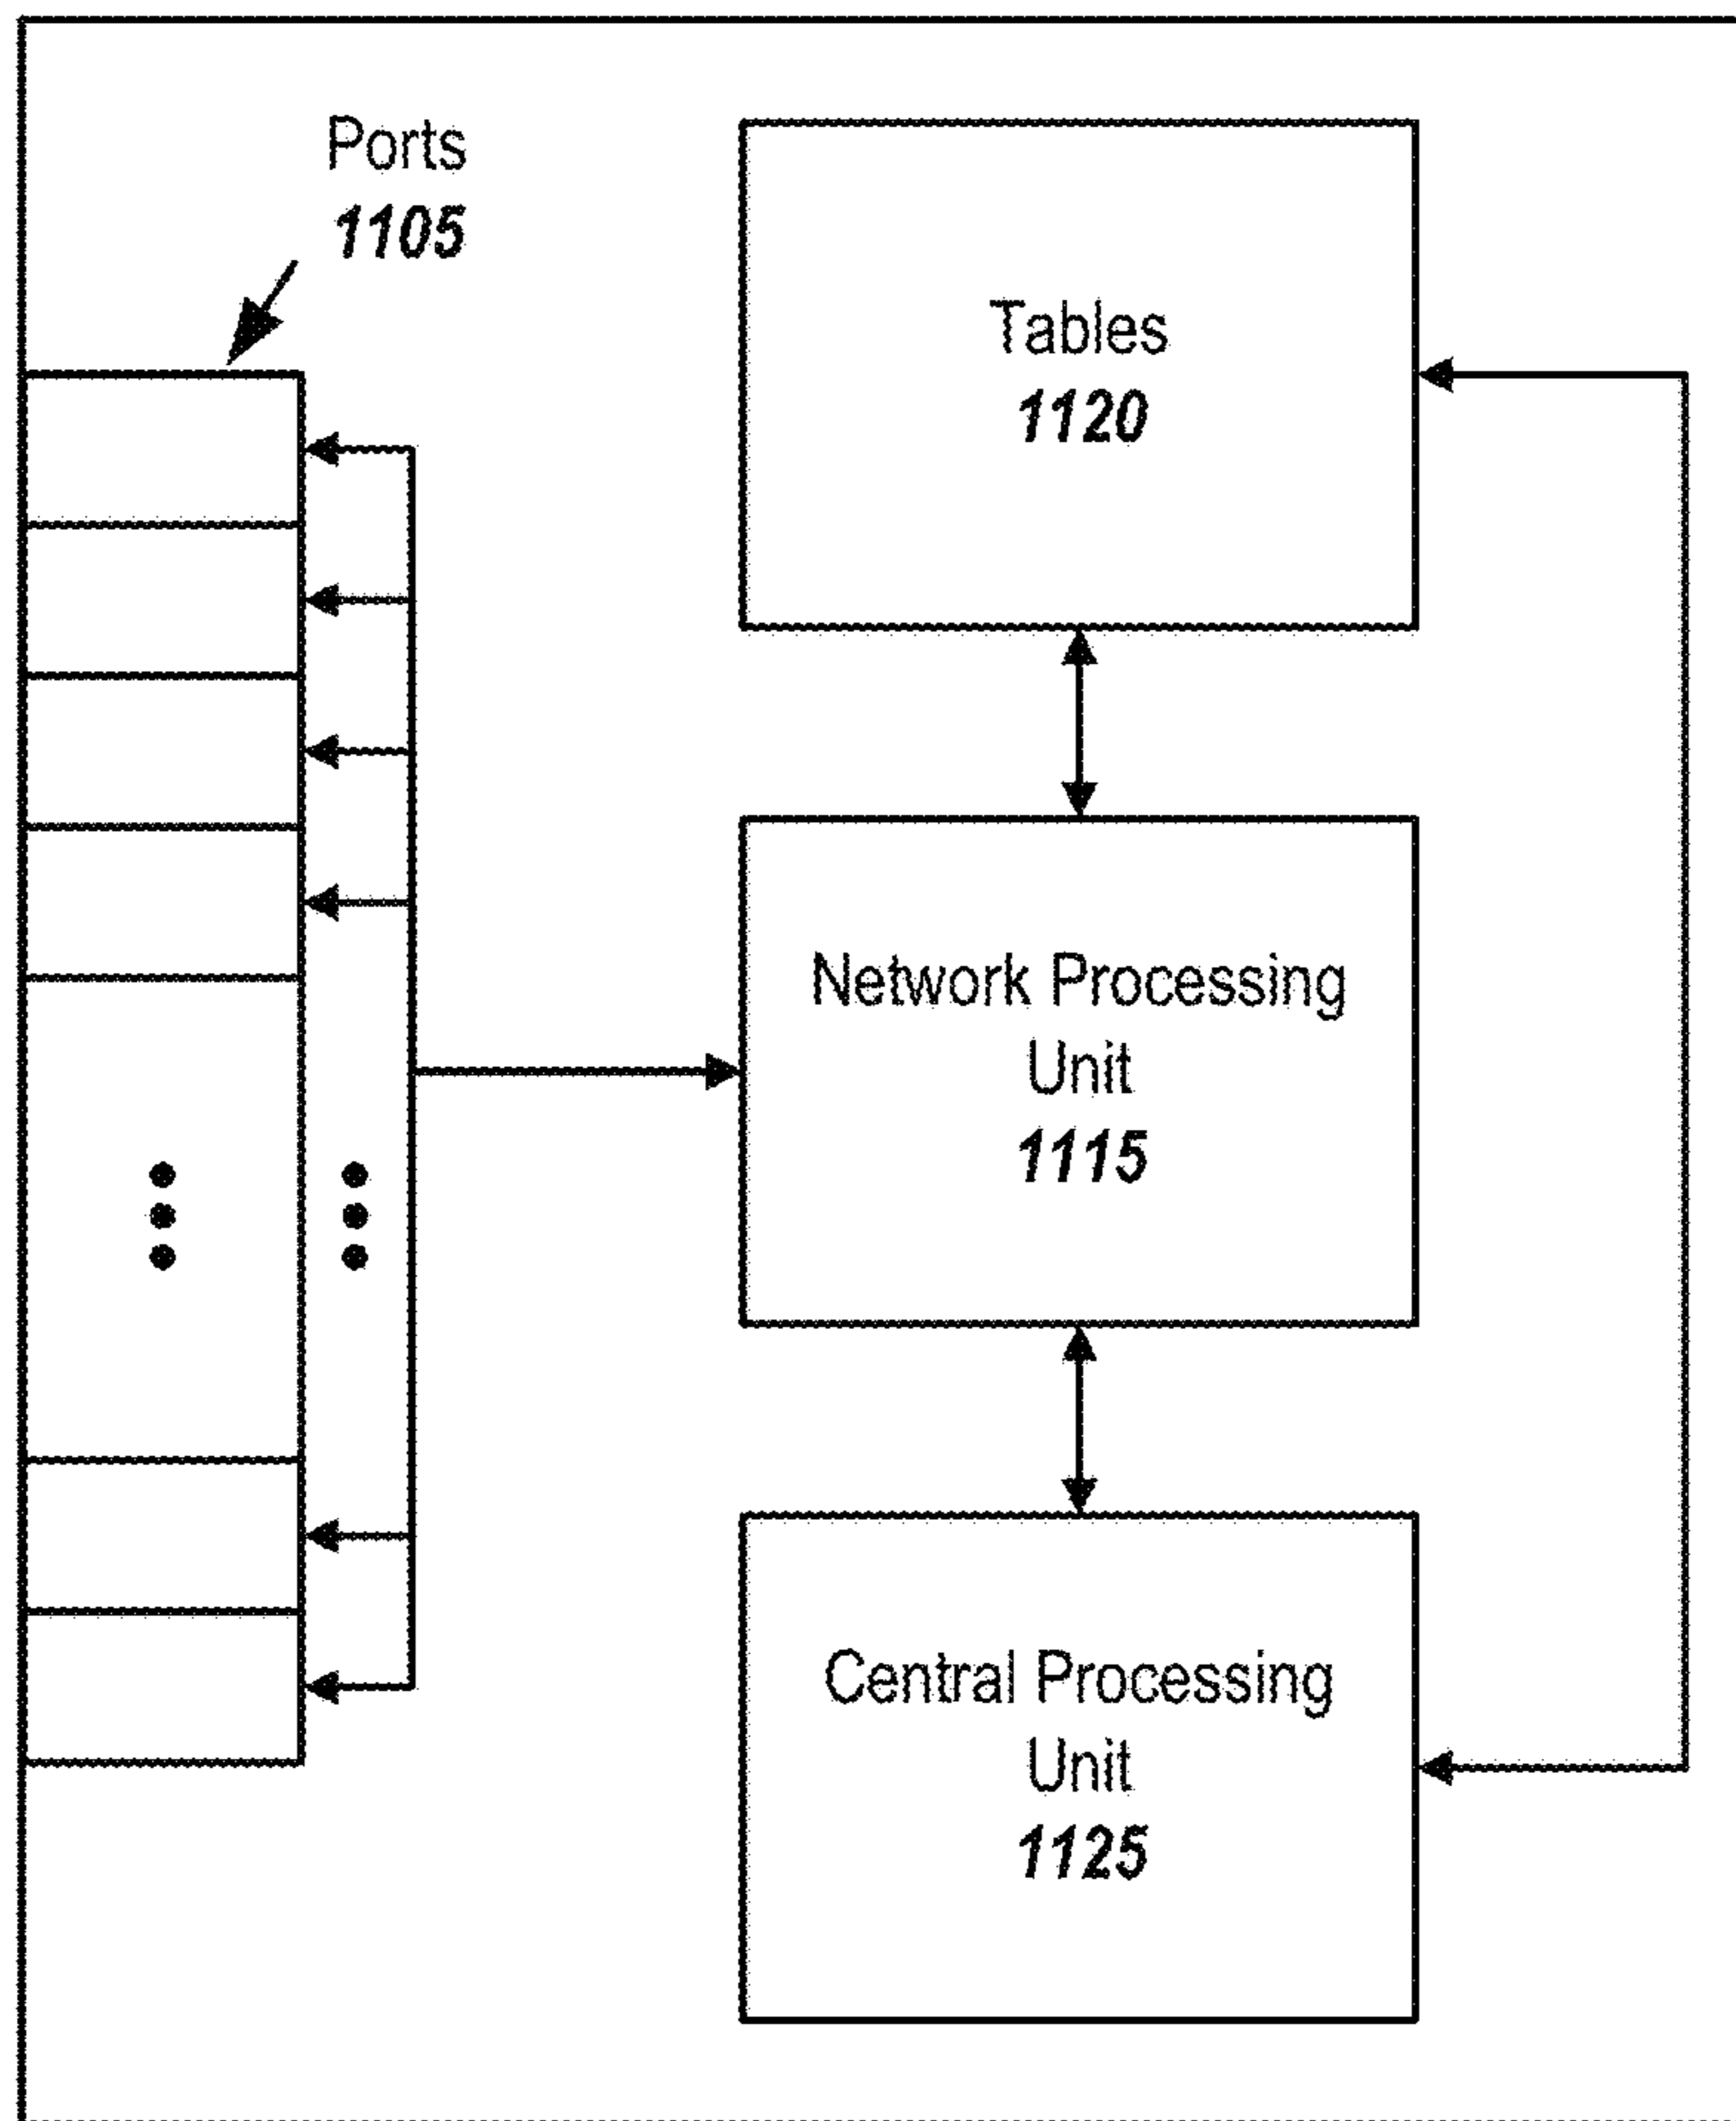 Ports
1105
Tables
1120
Network Processing
Unit
1115
Central Processing
Unit
1125